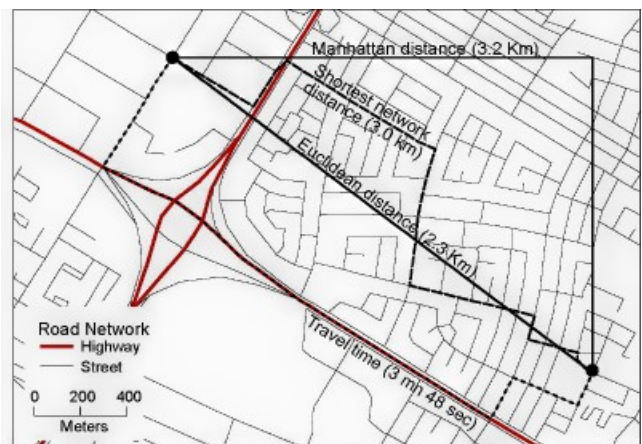 Manhattan distance (3.2 Km)
Shortest network
distance (3.0 km)
Euclidean distance (2.3 Km)
Travel time (3 mn 48 sec)
Road Network
Highway
Street
0 200 400
Meters